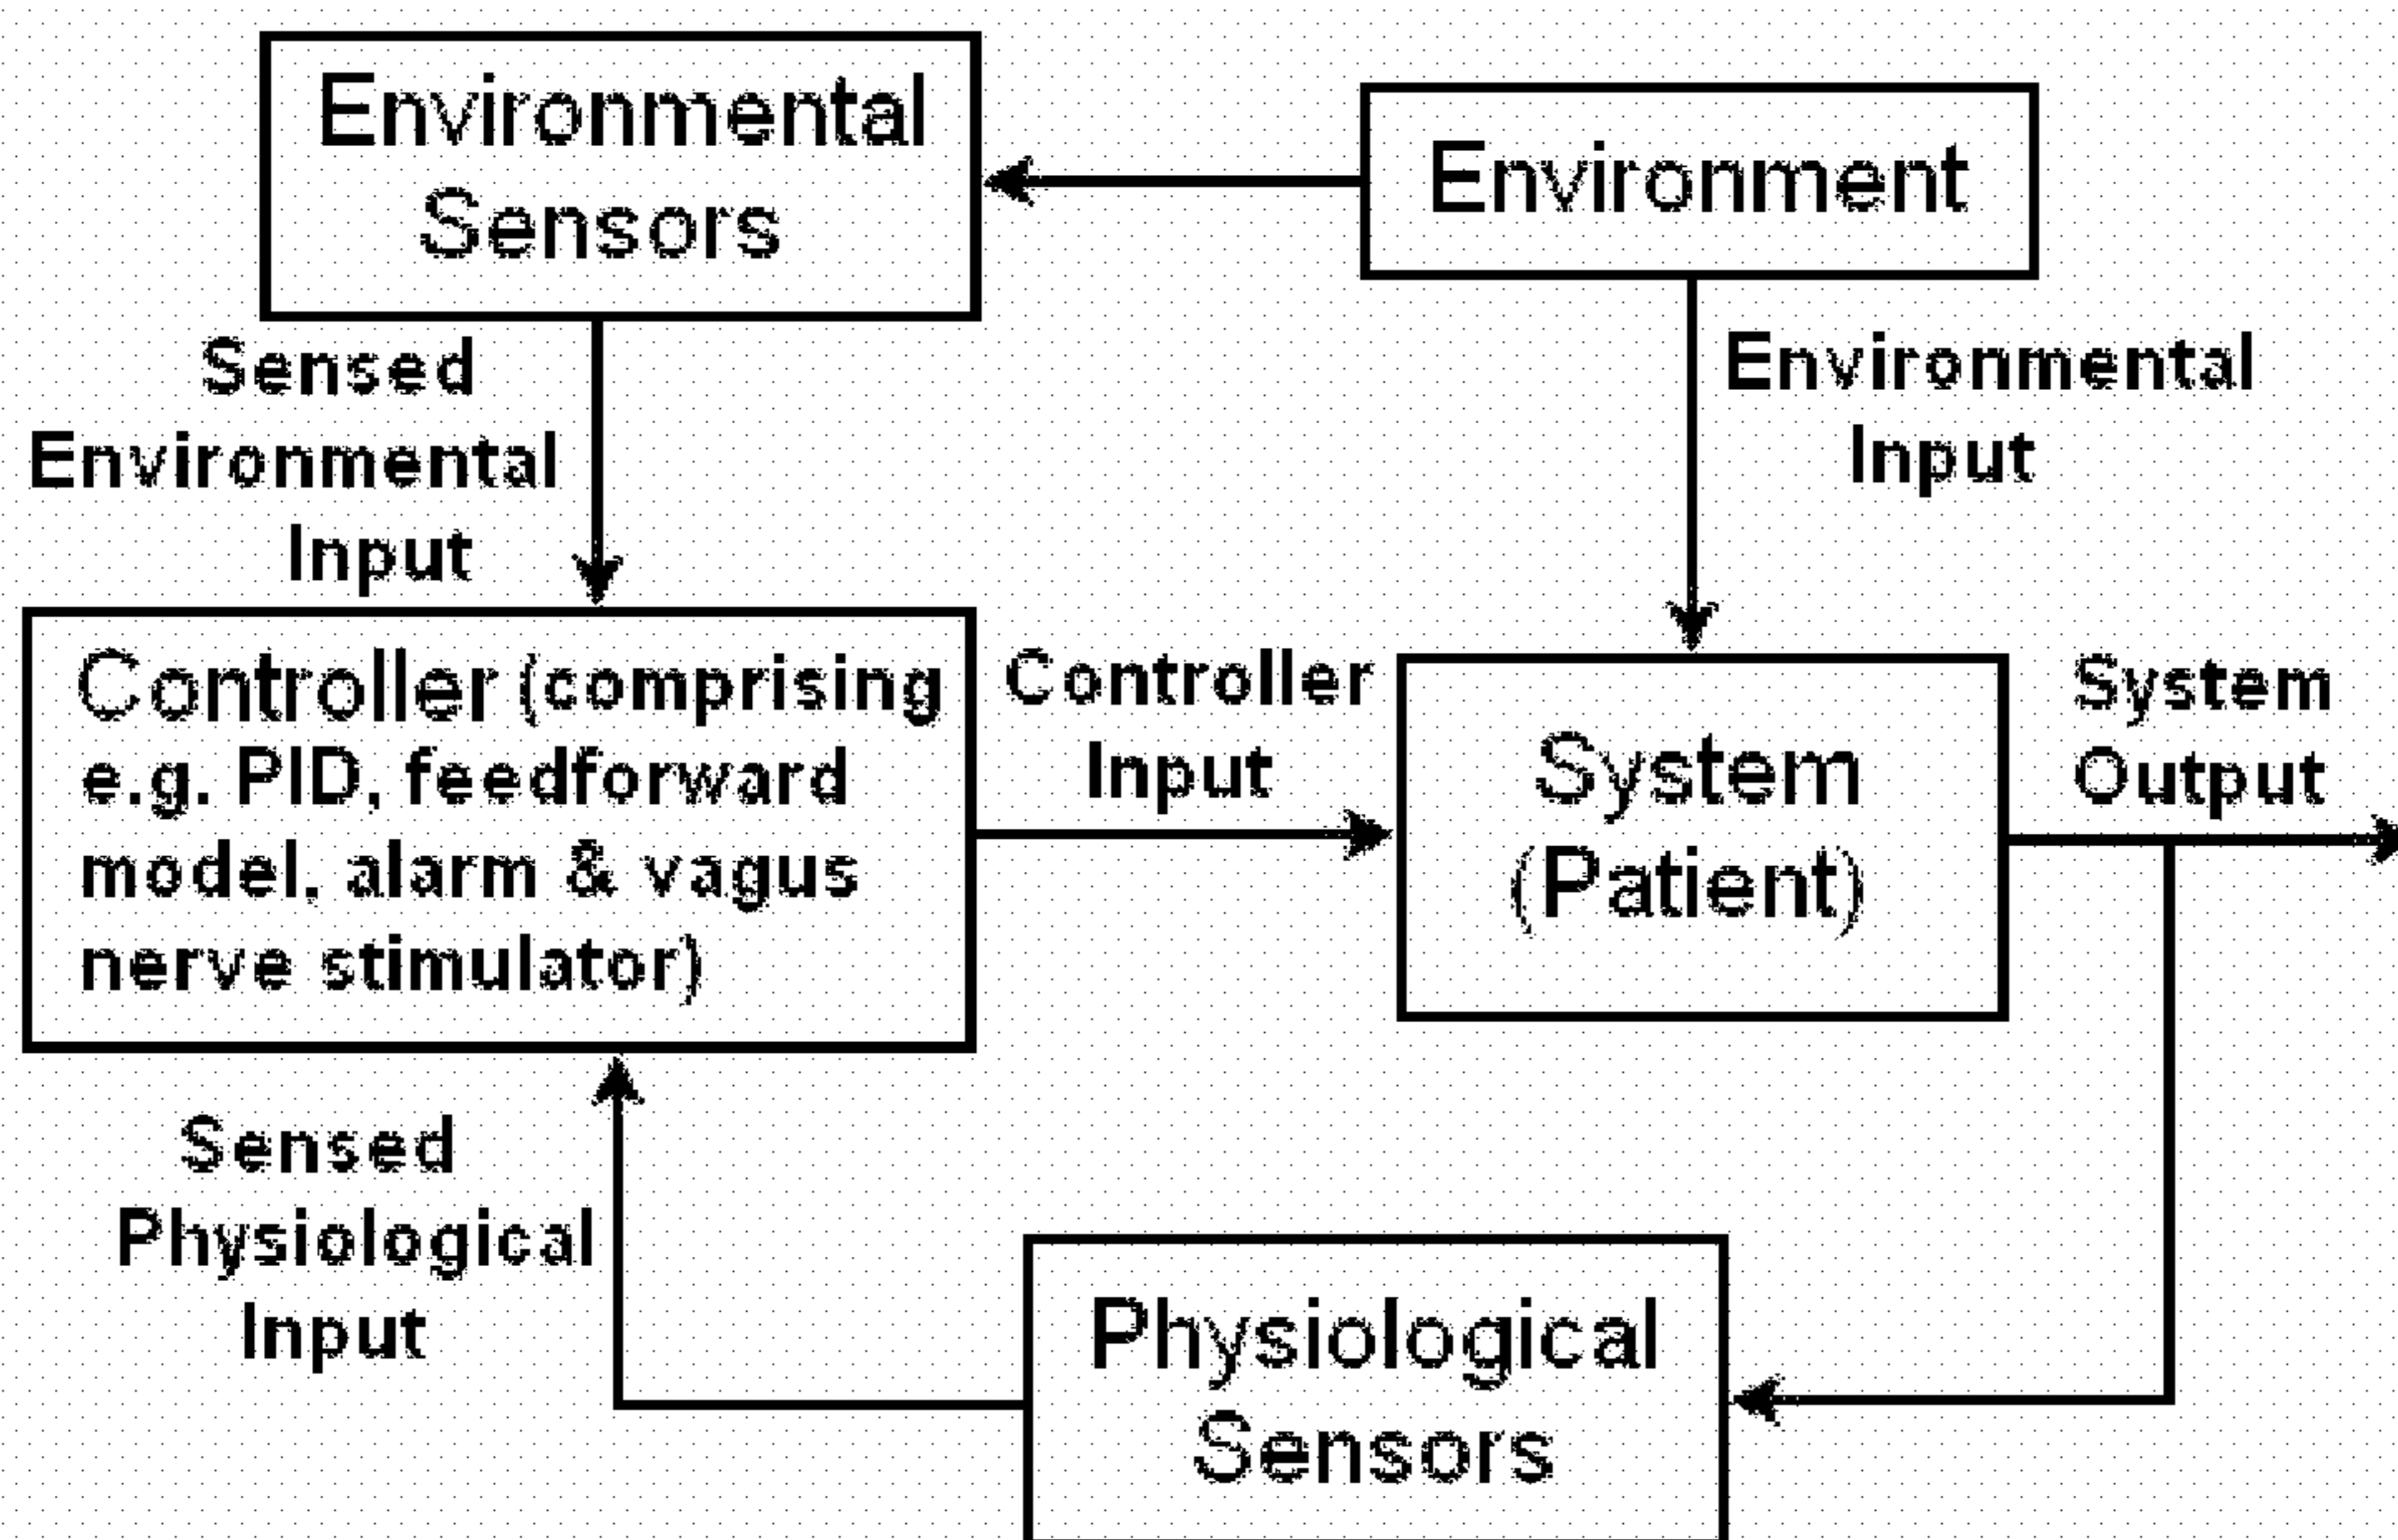 Environmental
Sensors
Environment
Sensed
Environmental
Input
Environmental
Input
Controller (comprising
e.g. PID, feedforward
model, alarm & vagus
nerve stimulator)
Controller
Input
System
(Patient)
System
Output
Sensed
Physiological
Input
Physiological
Sensors